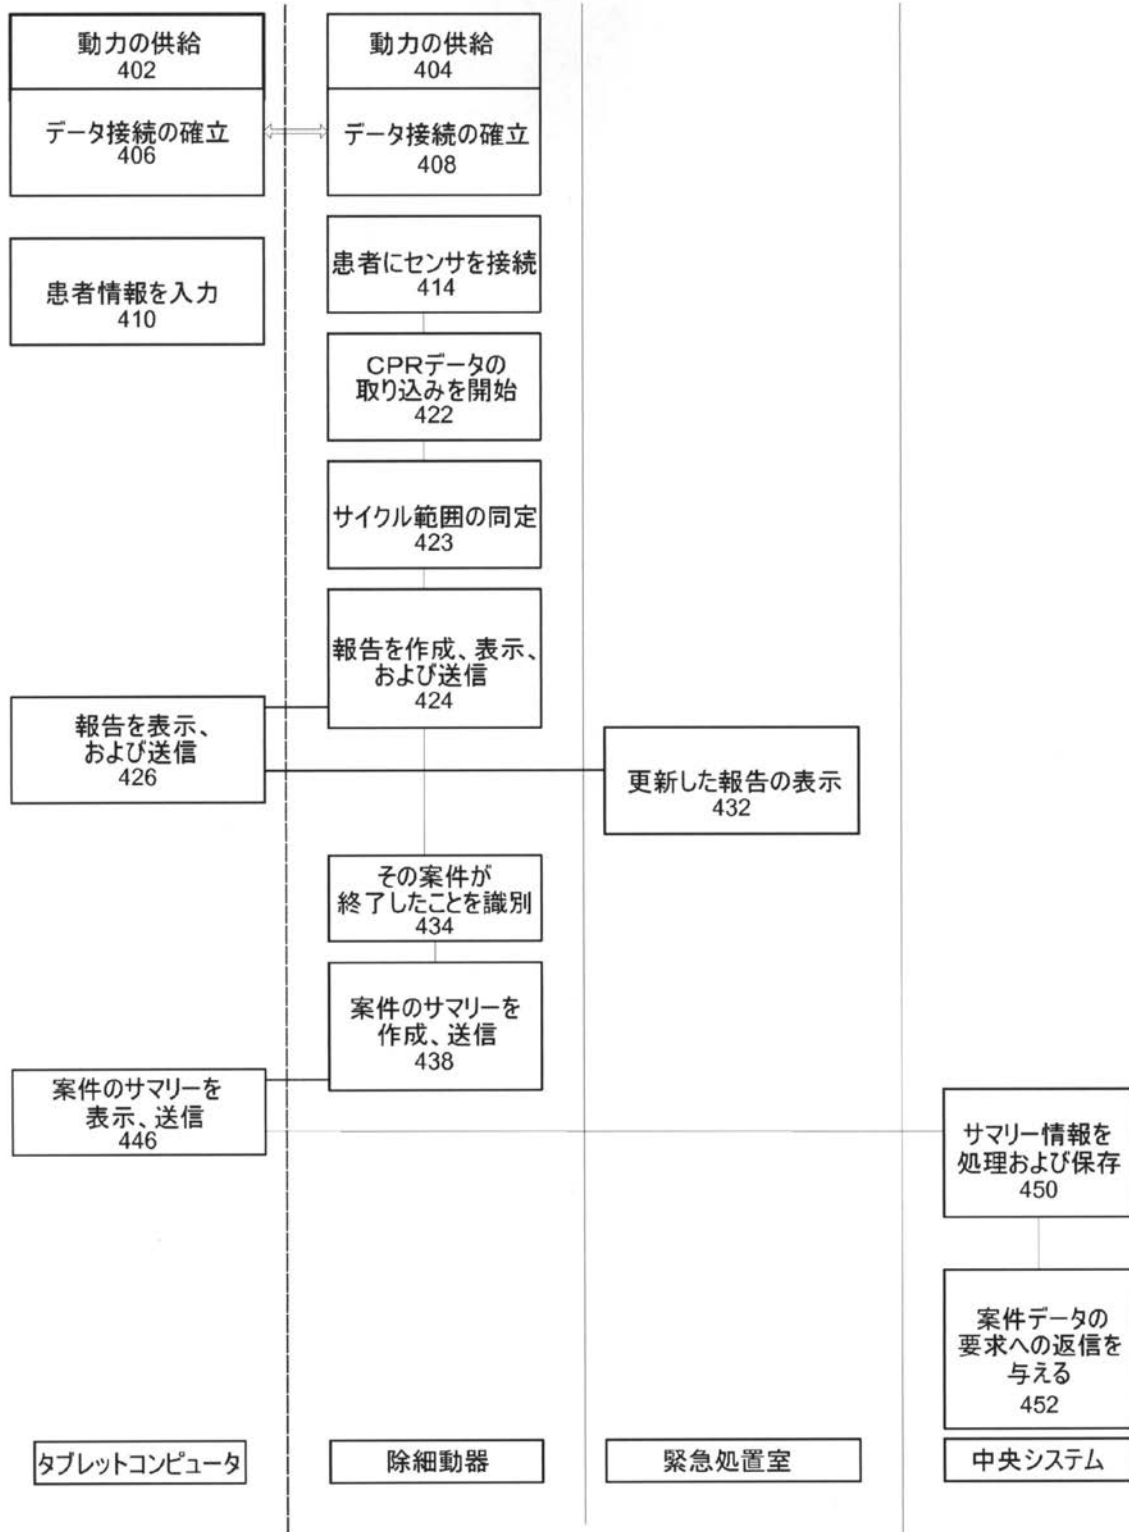 動力の供給
402
動力の供給
404
データ接続の確立
406
データ接続の確立
408
患者情報を入力
410
患者にセンサを接続
414
CPRデータの
取り込みを開始
422
サイクル範囲の同定
423
報告を作成、表示、
および送信
424
報告を表示、
および送信
426
更新した報告の表示
432
その案件が
終了したことを識別
434
案件のサマリーを
作成、送信
438
案件のサマリーを
表示、送信
446
サマリー情報を
処理および保存
450
案件データの
要求への返信を
与える
452
タブレットコンピュータ
除細動器
緊急処置室
中央システム